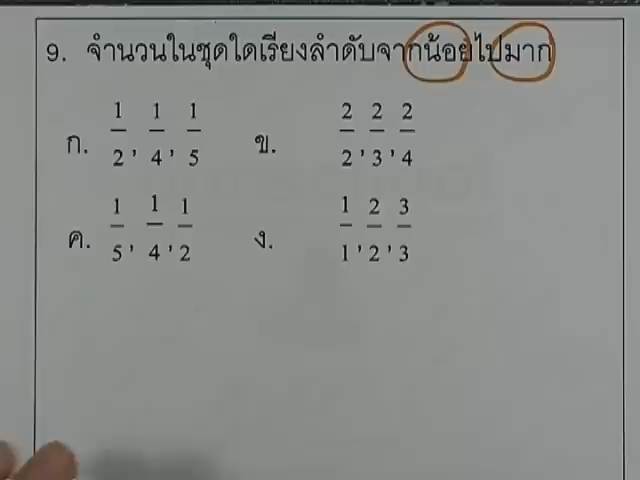 9. จำนวนในชุดใดเรียงลำดับจากน้อยไปมาก
ก. 1/2, 1/4, 1/5 ข. 2/2, 2/3, 2/4
ค. 1/5, 1/4, 1/2 ง. 1/1, 2/2, 3/3